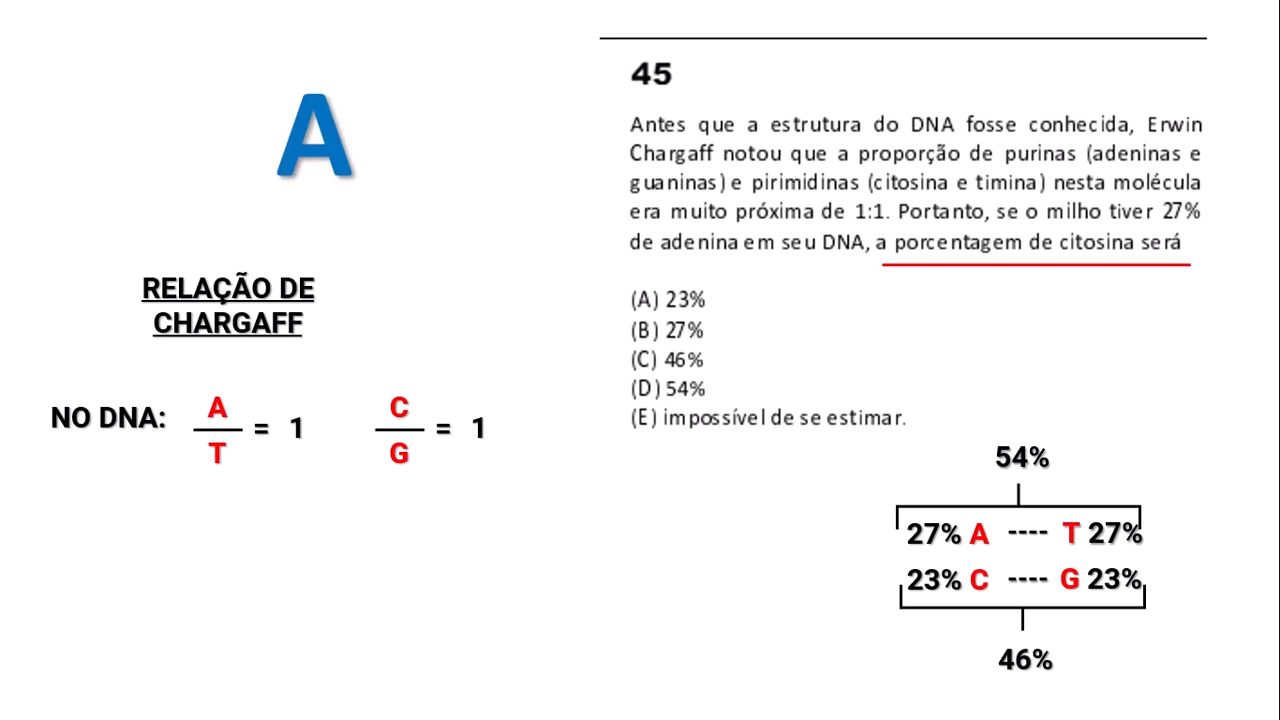 A
RELAÇÃO DE
CHARGAFF
NO DNA:
A
T
= 1
C
G
= 1
45
Antes que a estrutura do DNA fosse conhecida, Erwin
Chargaff notou que a proporção de purinas (adeninas e
guaninas) e pirimidinas (citosina e timina) nesta molécula
era muito próxima de 1:1. Portanto, se o milho tiver 27%
de adenina em seu DNA, a porcentagem de citosina será
(A) 23%
(B) 27%
(C) 46%
(D) 54%
(E) impossível de se estimar.
54%
27% A ---- T 27%
23% C ---- G 23%
46%